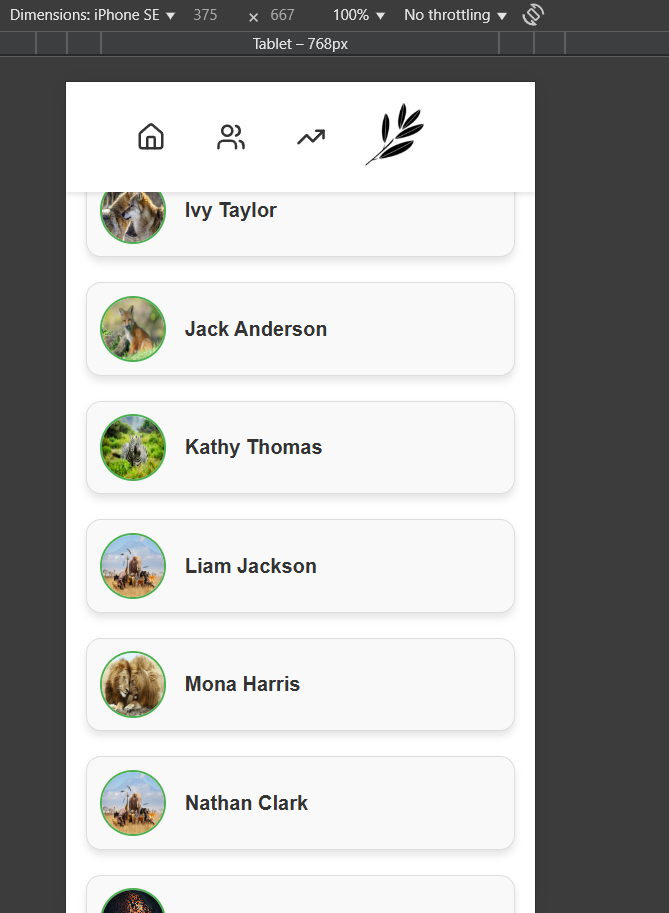 Dimensions: iPhone SE ▼ 375 × 667 100% ▼ No throttling ▼
Tablet – 768px
Ivy Taylor
Jack Anderson
Kathy Thomas
Liam Jackson
Mona Harris
Nathan Clark